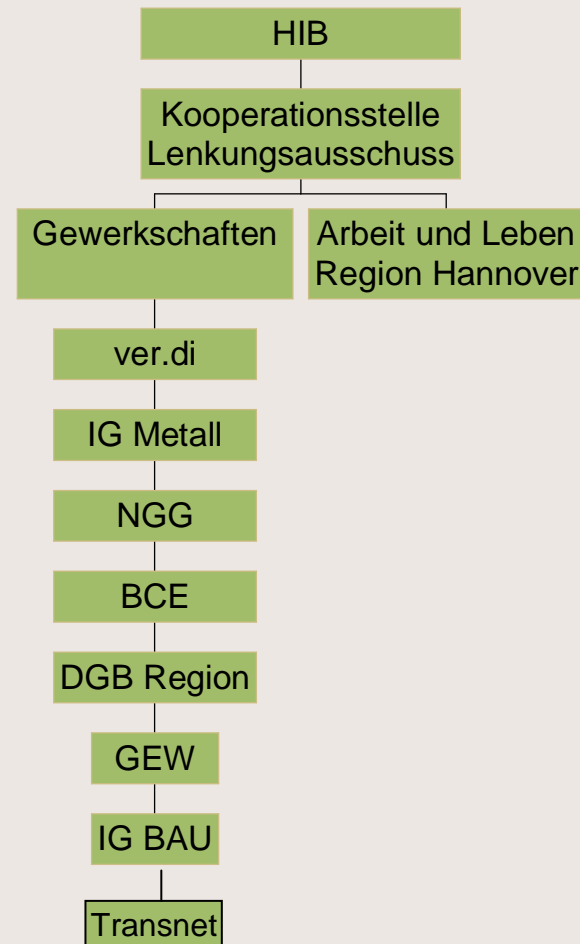 HIB
Kooperationsstelle
Lenkungsausschuss
Gewerkschaften
Arbeit und Leben
Region Hannover
ver.di
IG Metall
NGG
BCE
DGB Region
GEW
IG BAU
Transnet